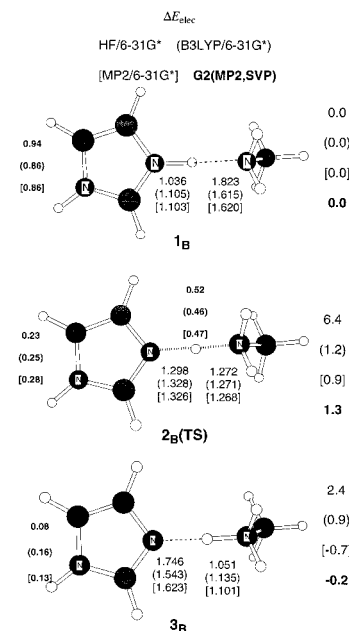 ΔEelec
HF/6-31G* (B3LYP/6-31G*)
[MP2/6-31G*] G2(MP2,SVP)
0.94
(0.86)
[0.86]
N
N
N
1.036
(1.105)
[1.103]
1.823
(1.615)
[1.620]
0.0
(0.0)
[0.0]
0.0
1B
0.52
(0.46)
[0.47]
0.23
(0.25)
[0.28]
N
N
N
1.298
(1.328)
[1.326]
1.272
(1.271)
[1.268]
6.4
(1.2)
[0.9]
1.3
2B(TS)
0.08
(0.16)
[0.13]
N
N
N
1.746
(1.543)
[1.623]
1.051
(1.135)
[1.101]
2.4
(0.9)
[-0.7]
-0.2
3B